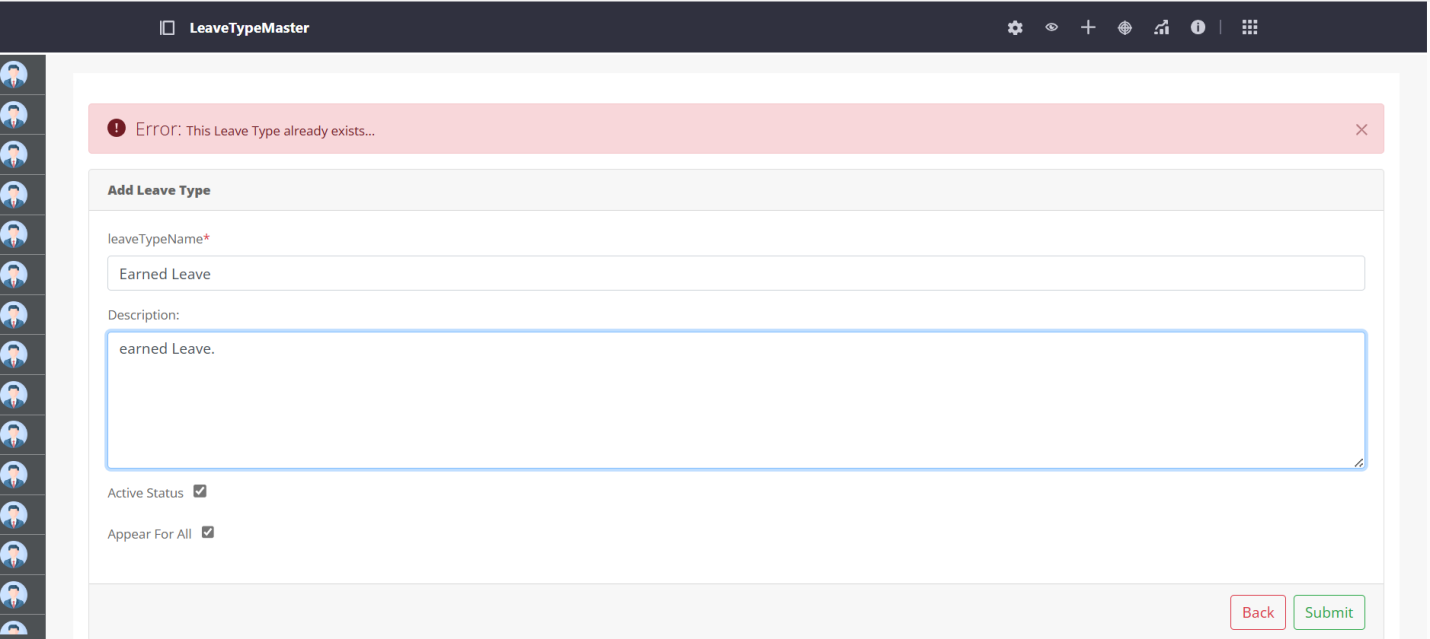 LeaveTypeMaster
Error: This Leave Type already exists...
Add Leave Type
leaveTypeName*
Earned Leave
Description:
earned Leave.
Active Status
Appear For All
Back Submit